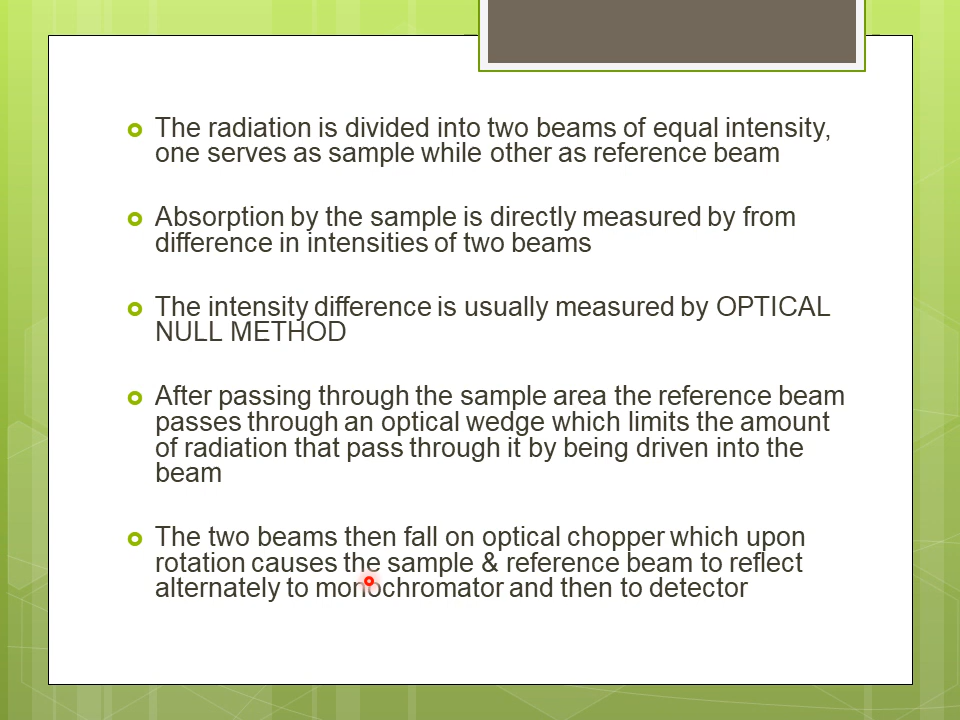 The radiation is divided into two beams of equal intensity,
one serves as sample while other as reference beam
Absorption by the sample is directly measured by from
difference in intensities of two beams
The intensity difference is usually measured by OPTICAL
NULL METHOD
After passing through the sample area the reference beam
passes through an optical wedge which limits the amount
of radiation that pass through it by being driven into the
beam
The two beams then fall on optical chopper which upon
rotation causes the sample & reference beam to reflect
alternately to monochromator and then to detector